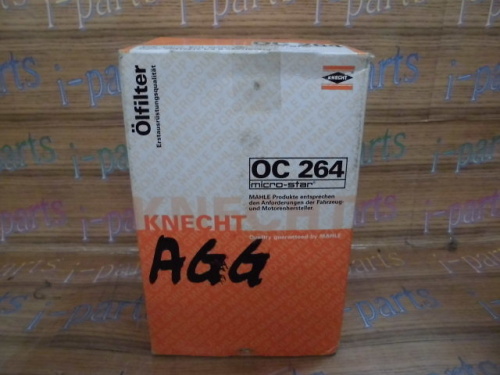 Ölfilter
Erstausrüstungsqualität
KNECHT
OC 264
micro-star
MAHLE-Produkte entsprechen
den Anforderungen der Fahrzeug-
und Motorenhersteller
KNECHT
KNECHT
Quality guaranteed by MAHLE
AGG
i-parts